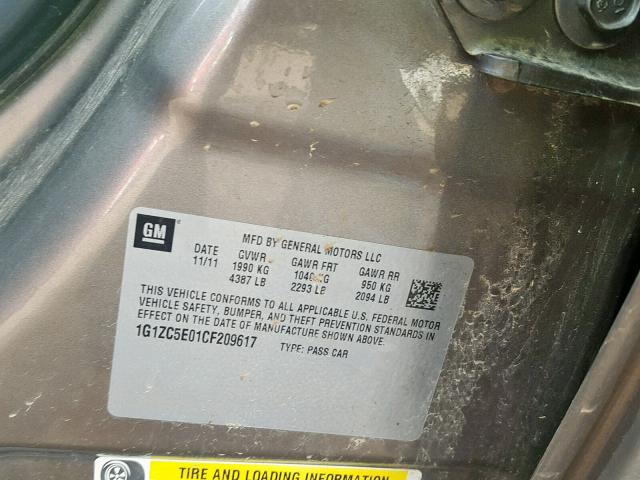 GM
MFD BY GENERAL MOTORS LLC
DATE GVWR GAWR FRT GAWR RR
11/11 1990 KG 1040 KG 950 KG
4387 LB 2293 LB 2094 LB
THIS VEHICLE CONFORMS TO ALL APPLICABLE U.S. FEDERAL MOTOR
VEHICLE SAFETY, BUMPER, AND THEFT PREVENTION STANDARDS IN
EFFECT ON THE DATE OF MANUFACTURE SHOWN ABOVE.
1G1ZC5E01CF209617 TYPE: PASS CAR
TIRE AND LOADING INFORMATION